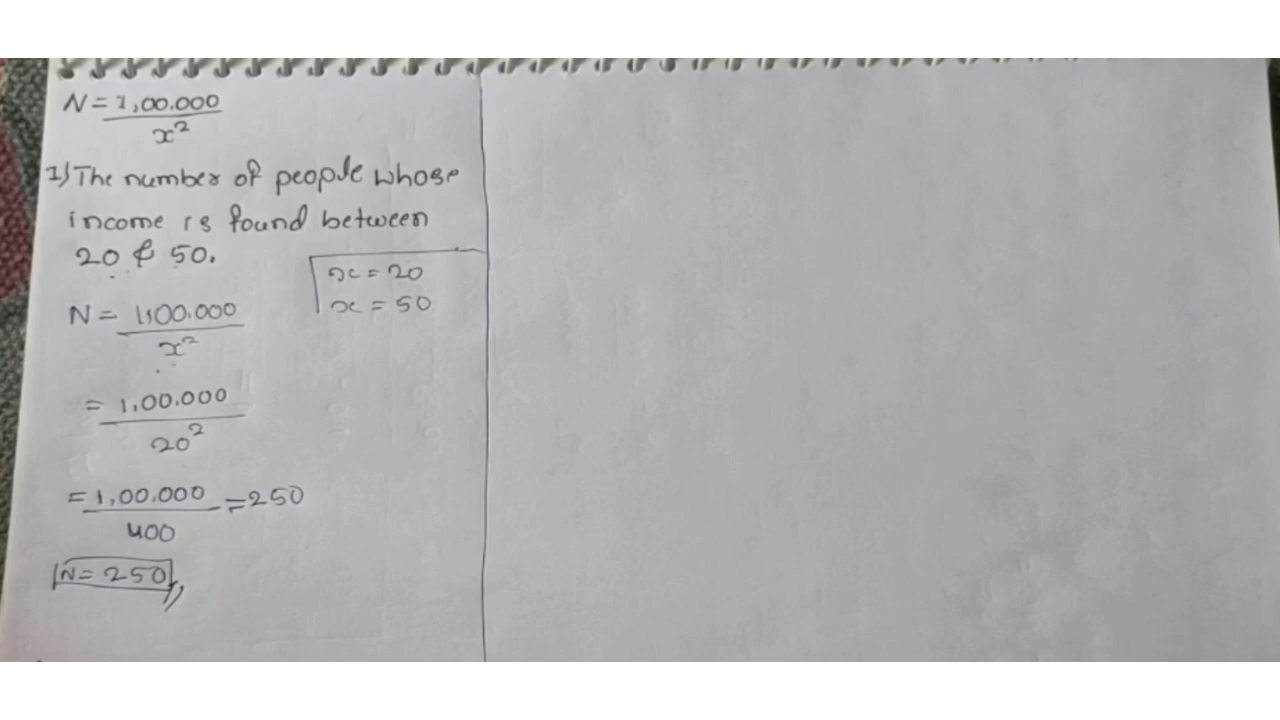 N = 1,00.000
x²
1) The number of people whose
income is found between
20 & 50.
x = 20
x = 50
N = 1,00.000
x²
= 1,00.000
20²
= 1,00.000 = 250
400
N = 250,,